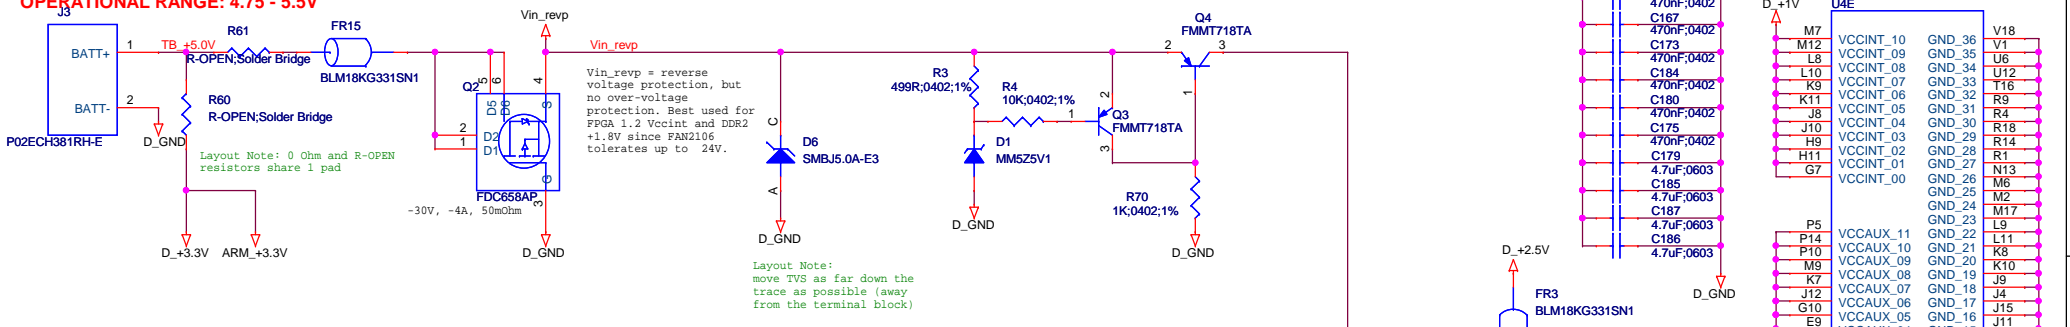 OPERATIONAL RANGE: 4.75 - 5.5V
J3
BATT+
1
BATT-
2
P02ECH381RH-E
D_GND
TB_+5.0V
R61
R-OPEN;Solder Bridge
R60
R-OPEN;Solder Bridge
Layout Note: 0 Ohm and R-OPEN
resistors share 1 pad
D_+3.3V
ARM_+3.3V
FR15
BLM18KG331SN1
Q2
5
6
D5
D6
2
D2
1
D1
4
S
G
3
FDC658AP
-30V, -4A, 50mOhm
D_GND
Vin_revp
Vin_revp
Vin_revp = reverse
voltage protection, but
no over-voltage
protection. Best used for
FPGA 1.2 Vccint and DDR2
+1.8V since FAN2106
tolerates up to 24V.
C
D6
SMBJ5.0A-E3
A
D_GND
Layout Note:
move TVS as far down the
trace as possible (away
from the terminal block)
R3
499R;0402;1%
R4
10K;0402;1%
D1
MM5Z5V1
D_GND
1
2
3
Q3
FMMT718TA
Q4
FMMT718TA
2
3
1
R70
1K;0402;1%
D_GND
470nF;0402
C167
470nF;0402
C173
470nF;0402
C184
470nF;0402
C180
470nF;0402
C175
470nF;0402
C179
4.7uF;0603
C185
4.7uF;0603
C187
4.7uF;0603
C186
4.7uF;0603
D_GND
D_+2.5V
FR3
BLM18KG331SN1
D_+1V
U4E
M7 VCCINT_10 GND_36 V18
M12 VCCINT_09 GND_35 V1
L8 VCCINT_08 GND_34 U6
L10 VCCINT_07 GND_33 U12
K9 VCCINT_06 GND_32 T16
K11 VCCINT_05 GND_31 R9
J8 VCCINT_04 GND_30 R4
J10 VCCINT_03 GND_29 R18
H9 VCCINT_02 GND_28 R14
H11 VCCINT_01 GND_27 R1
G7 VCCINT_00 GND_26 N13
GND_25 M6
GND_24 M2
GND_23 M17
P5 VCCAUX_11 GND_22 L9
P14 VCCAUX_10 GND_21 L11
P10 VCCAUX_09 GND_20 K8
M9 VCCAUX_08 GND_19 K10
K7 VCCAUX_07 GND_18 J9
J12 VCCAUX_06 GND_17 J4
G10 VCCAUX_05 GND_16 J15
E9 J11